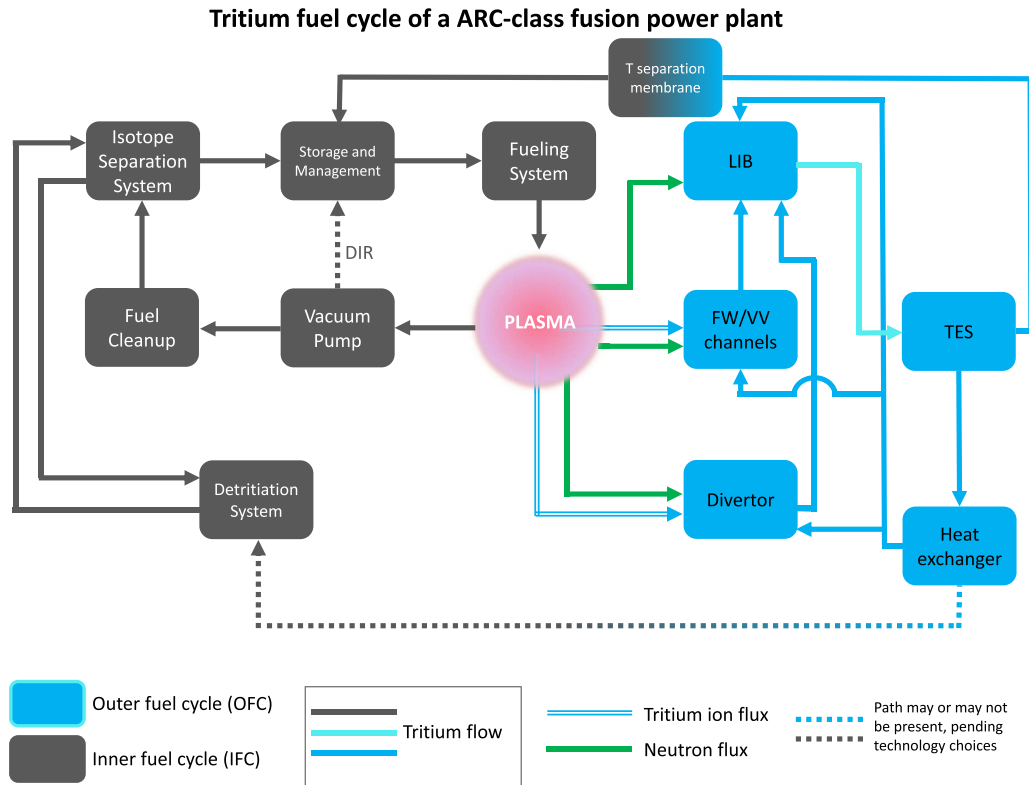 Tritium fuel cycle of a ARC-class fusion power plant
T separation
membrane
Isotope
Separation
System
Storage and
Management
Fueling
System
LIB
DIR
Fuel
Cleanup
Vacuum
Pump
PLASMA
FW/VV
channels
TES
Detritiation
System
Divertor
Heat
exchanger
Outer fuel cycle (OFC)
Inner fuel cycle (IFC)
Tritium flow
Tritium ion flux
Neutron flux
Path may or may not
be present, pending
technology choices